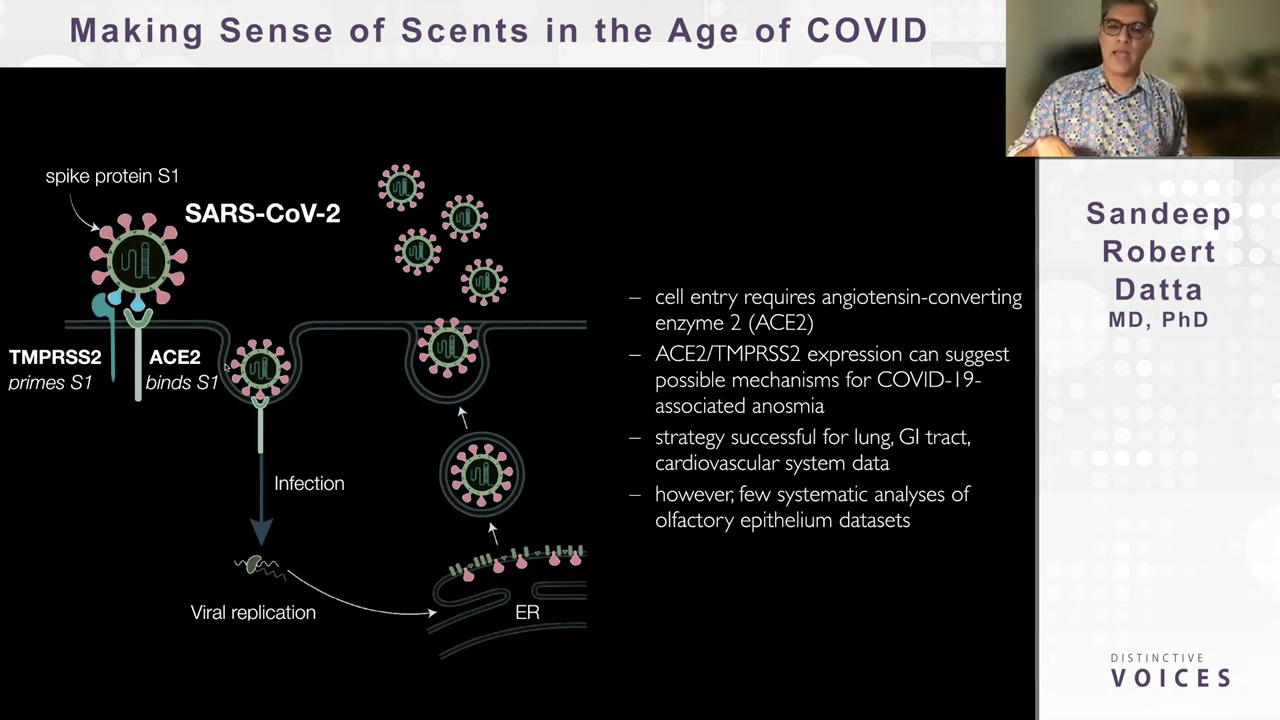 Making Sense of Scents in the Age of COVID
spike protein S1
SARS-CoV-2
TMPRSS2
primes S1
ACE2
binds S1
Infection
Viral replication
ER
– cell entry requires angiotensin-converting
enzyme 2 (ACE2)
– ACE2/TMPRSS2 expression can suggest
possible mechanisms for COVID-19-
associated anosmia
– strategy successful for lung, GI tract,
cardiovascular system data
– however, few systematic analyses of
olfactory epithelium datasets
Sandeep
Robert
Datta
MD, PhD
DISTINCTIVE
VOICES